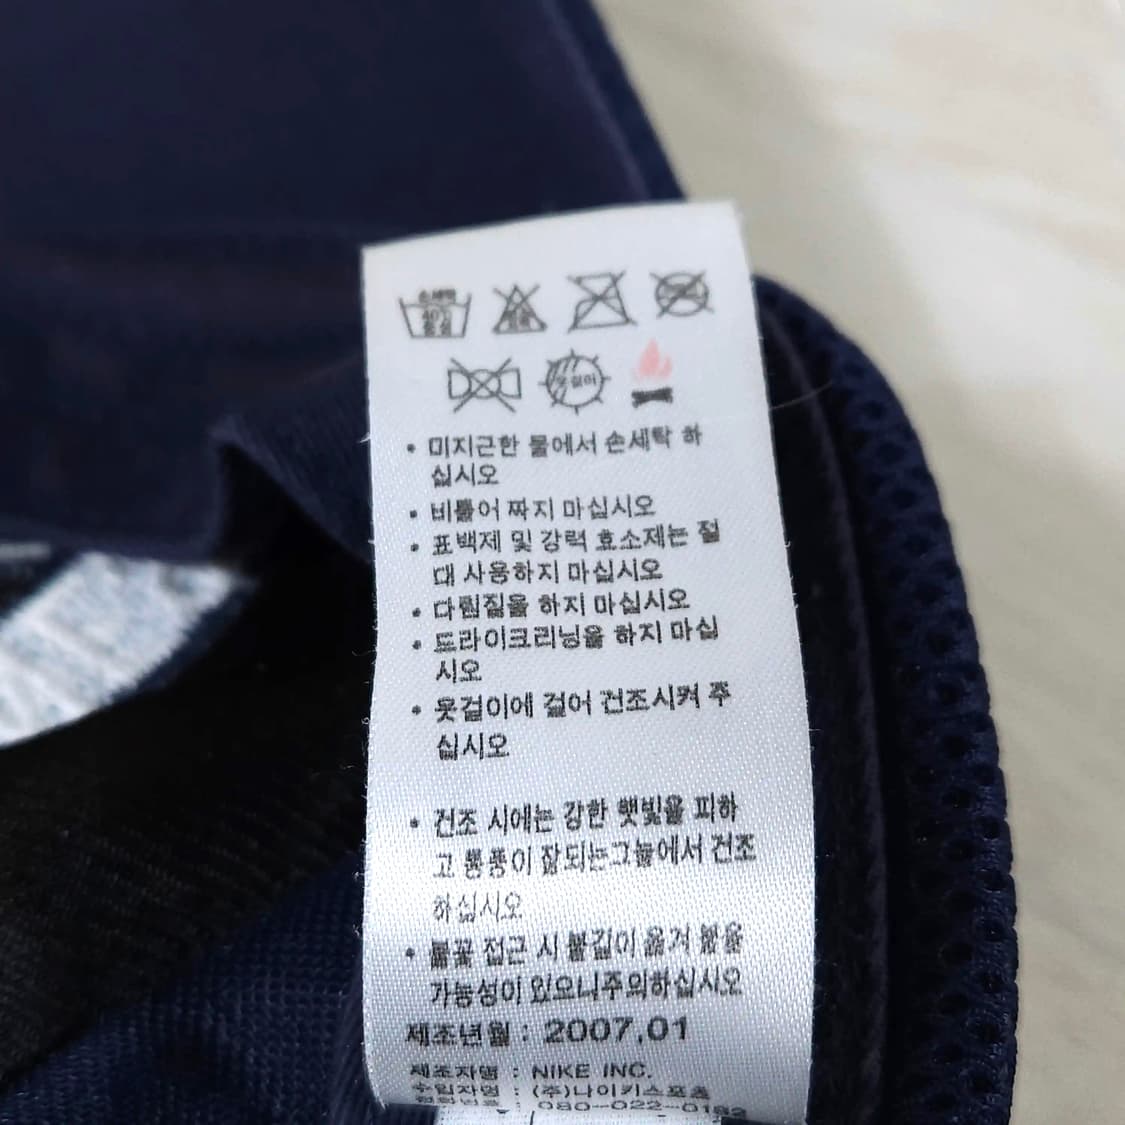 손세탁
40℃
중성
옷걸이
• 미지근한 물에서 손세탁 하
십시오
• 비틀어 짜지 마십시오
• 표백제 및 강력 효소제는 절
대 사용하지 마십시오
• 다림질을 하지 마십시오
• 드라이크리닝을 하지 마십
시오
• 옷걸이에 걸어 건조시켜 주
십시오
• 건조 시에는 강한 햇빛을 피하
고 통풍이 잘되는그늘에서 건조
하십시오
• 불꽃 접근 시 불길이 옮겨 붙을
가능성이 있으니주의하십시오
제조년월 : 2007,01
제조자명 : NIKE INC.
수입자명 : (주)나이키스포츠
080-022-0182